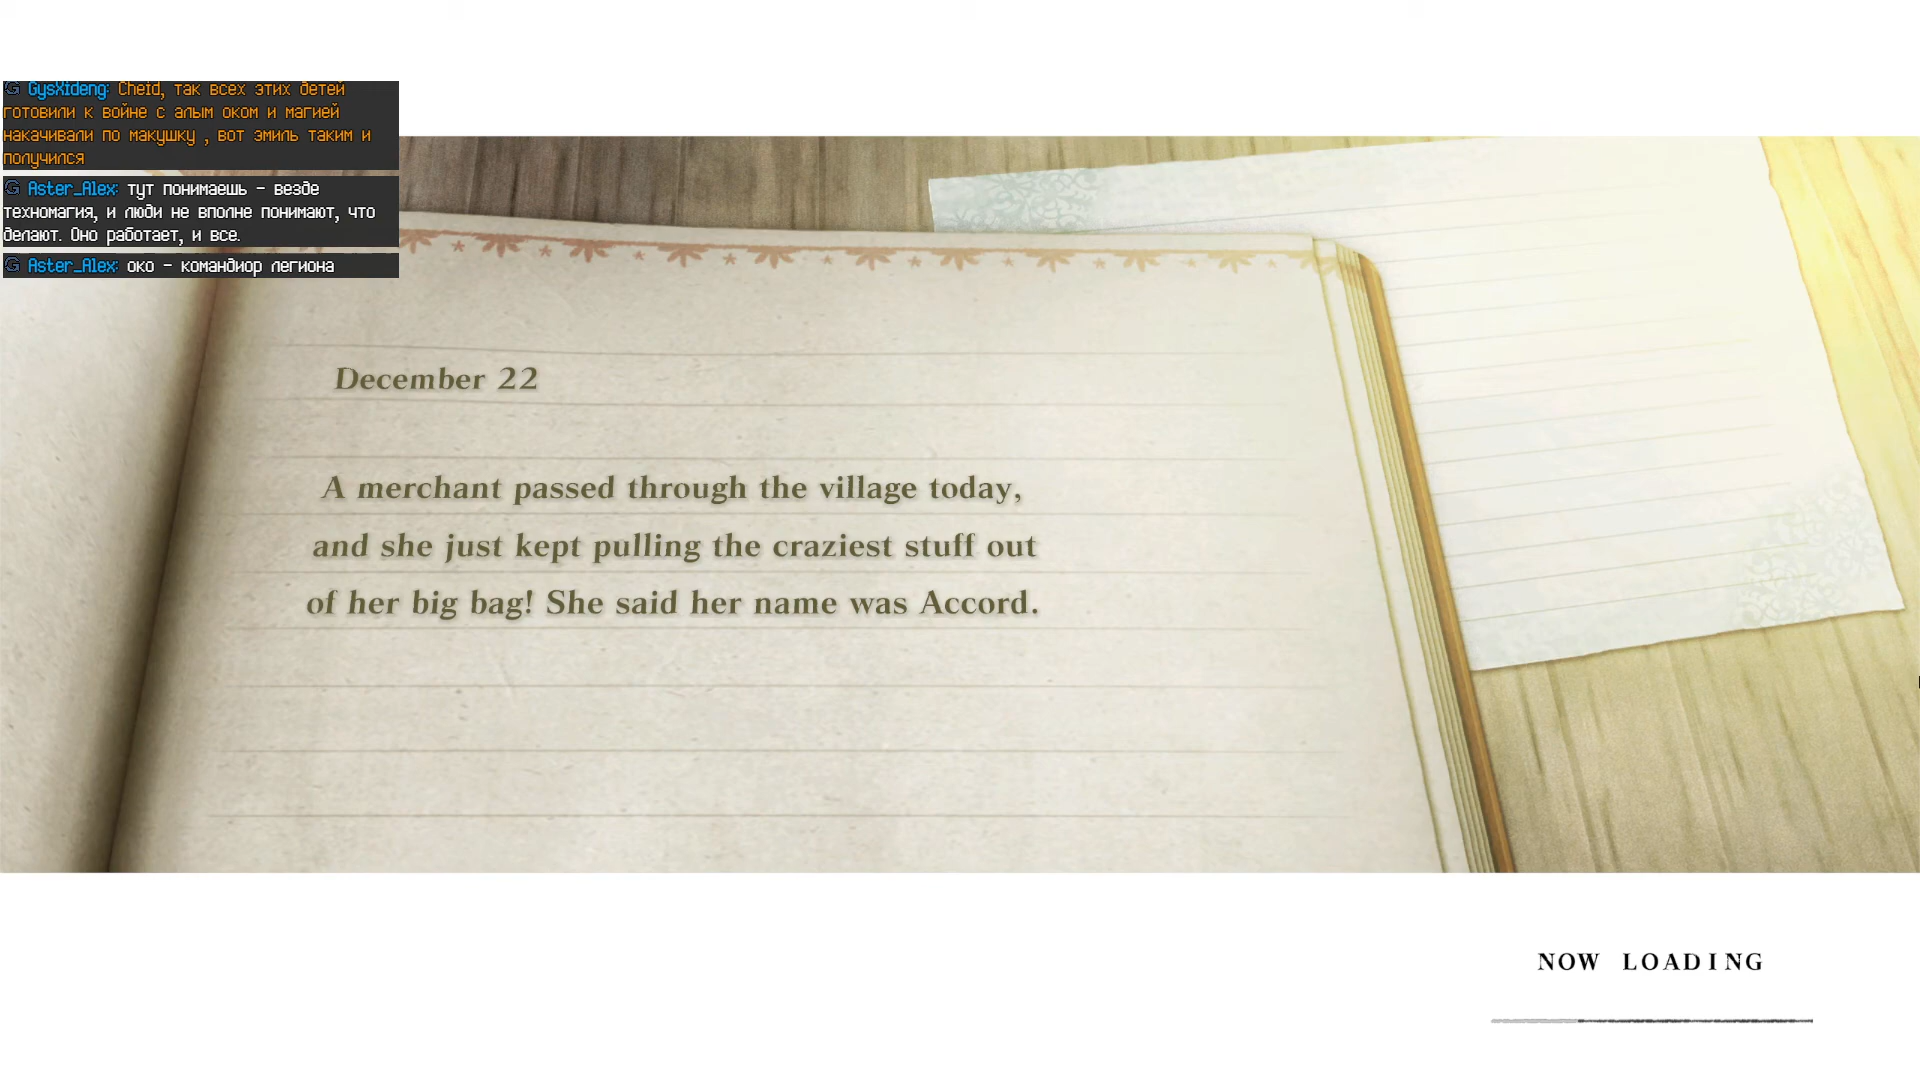 GysXideng: Cheid, так всех этих детей
готовили к войне с алым оком и магией
накачивали по макушку , вот эмиль таким и
получился
Aster_Alex: тут понимаешь - везде
техномагия, и люди не вполне понимают, что
делают. Оно работает, и все.
Aster_Alex: око - командиор легиона
December 22
A merchant passed through the village today,
and she just kept pulling the craziest stuff out
of her big bag! She said her name was Accord.
NOW LOADING